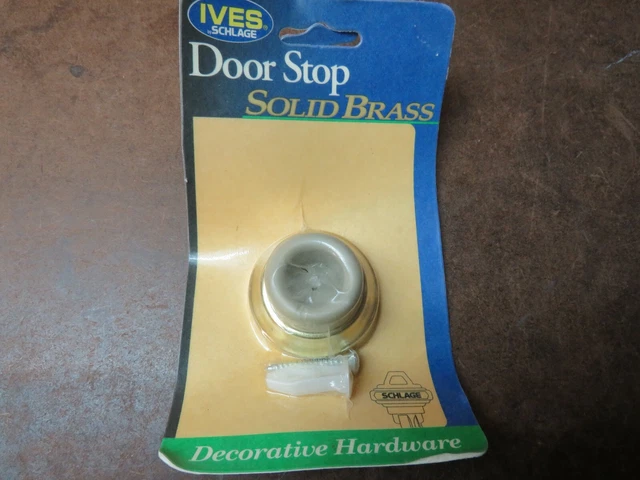 IVES
BY SCHLAGE
Door Stop
SOLID BRASS
SCHLAGE
Decorative Hardware